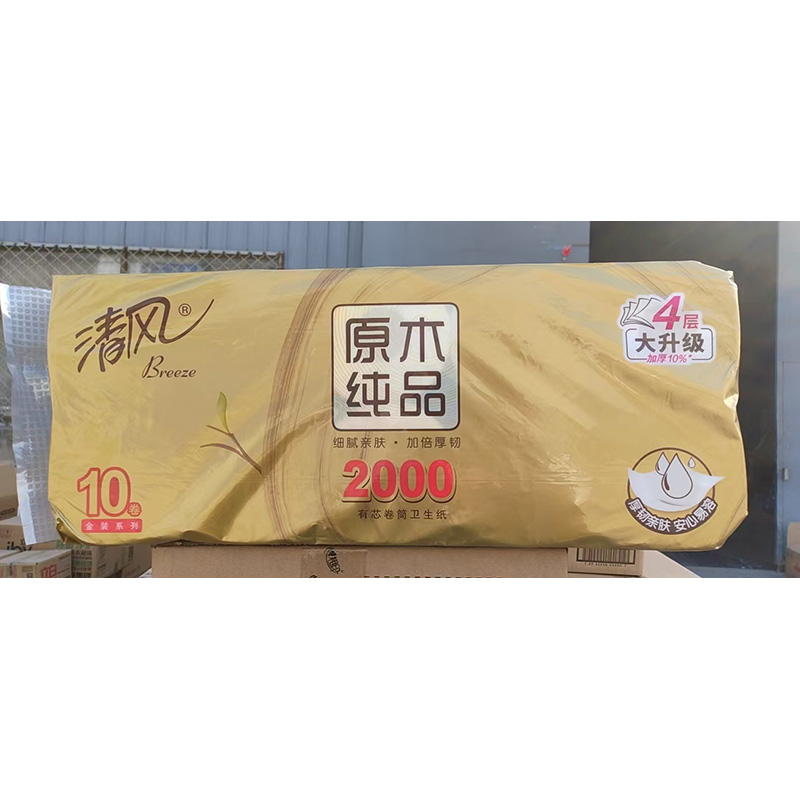 清风®
Breeze
10卷
金装系列
原木
纯品
细腻亲肤·加倍厚韧
2000
有芯卷筒卫生纸
4层
大升级
加厚10%*
厚韧亲肤 安心易溶